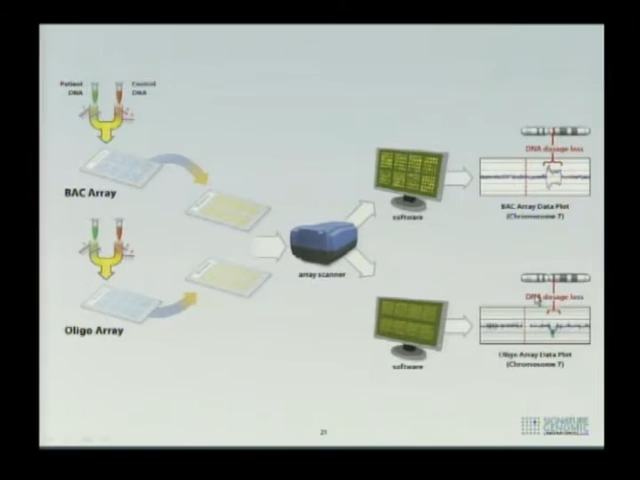 Patient DNA
Control DNA
BAC Array
Oligo Array
array scanner
software
DNA dosage loss
BAC Array Data Plot
(Chromosome 7)
software
DNA dosage loss
Oligo Array Data Plot
(Chromosome 7)
21
SIGNATURE
GENOMIC